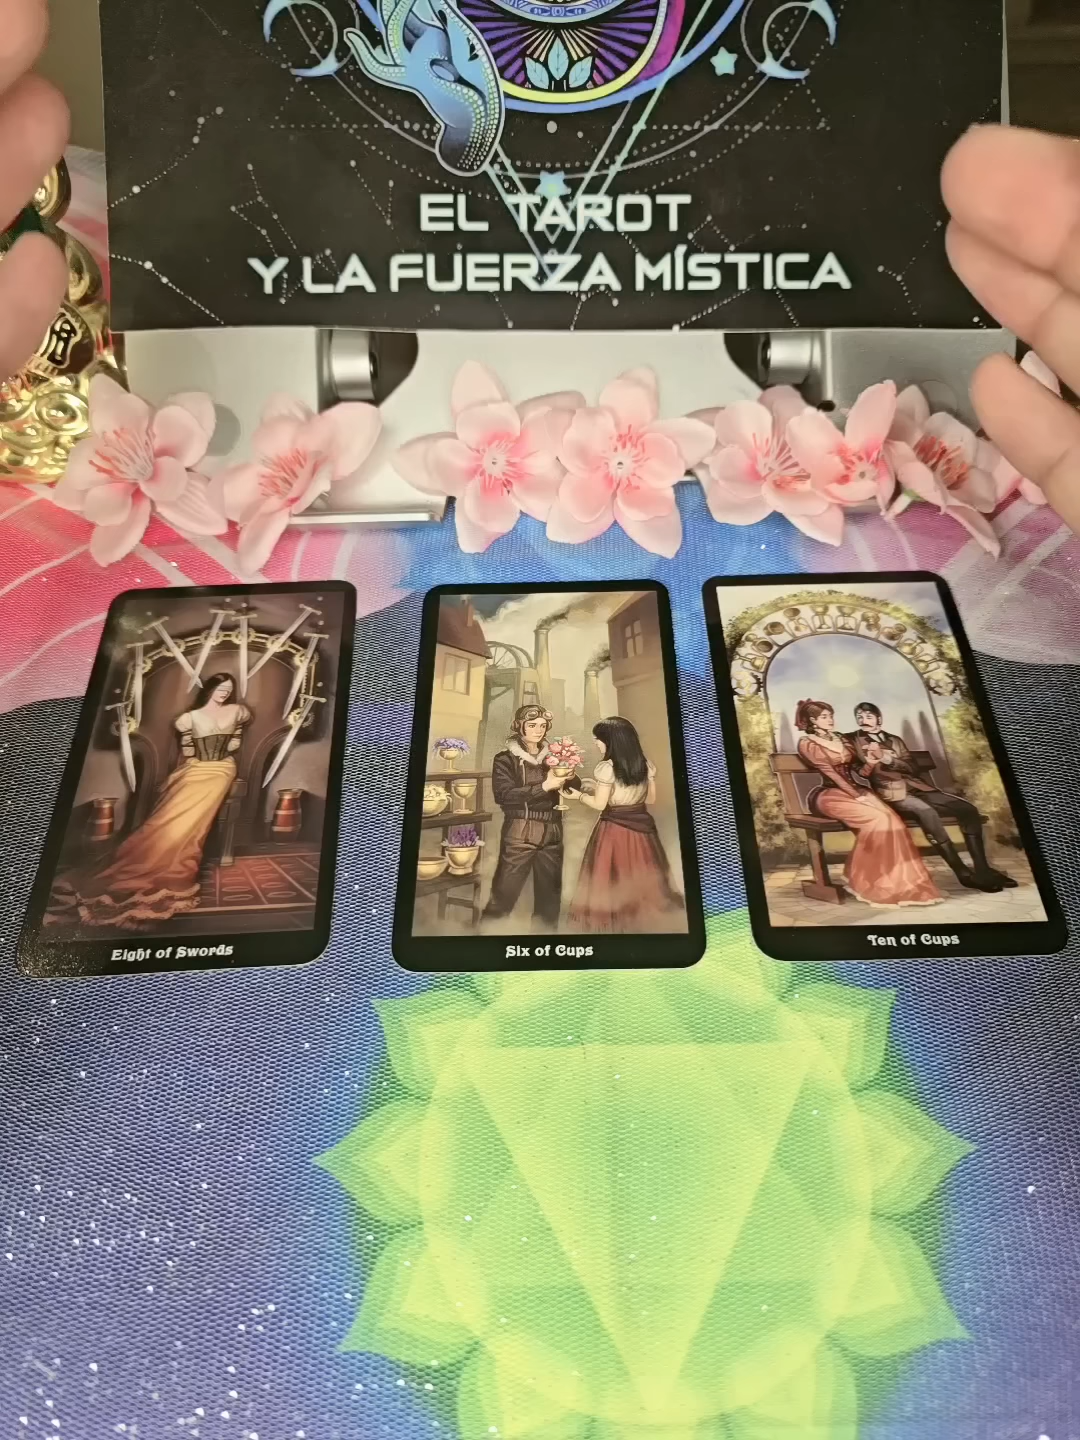 EL TAROT
Y LA FUERZA MÍSTICA
Eight of Swords
Six of Cups
Ten of Cups